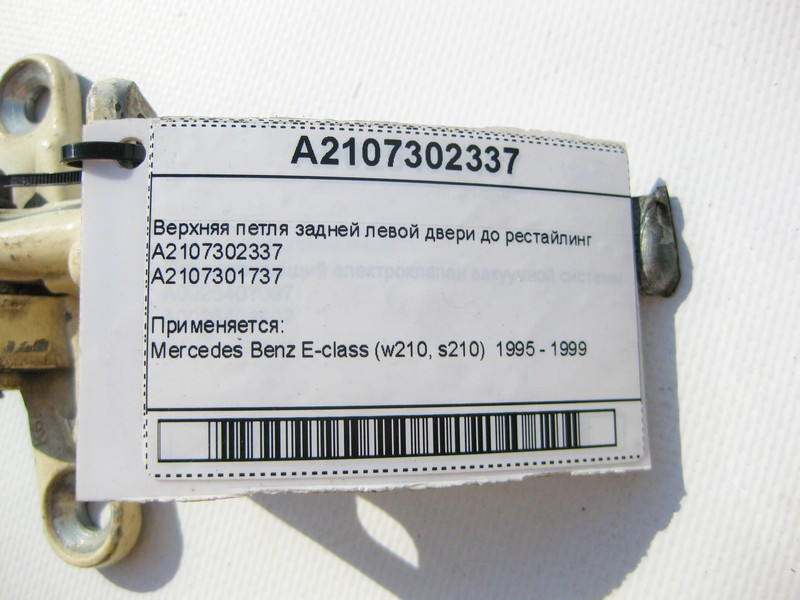 A2107302337
Верхняя петля задней левой двери до рестайлинг
A2107302337
A2107301737
Применяется:
Mercedes Benz E-class (w210, s210) 1995 - 1999